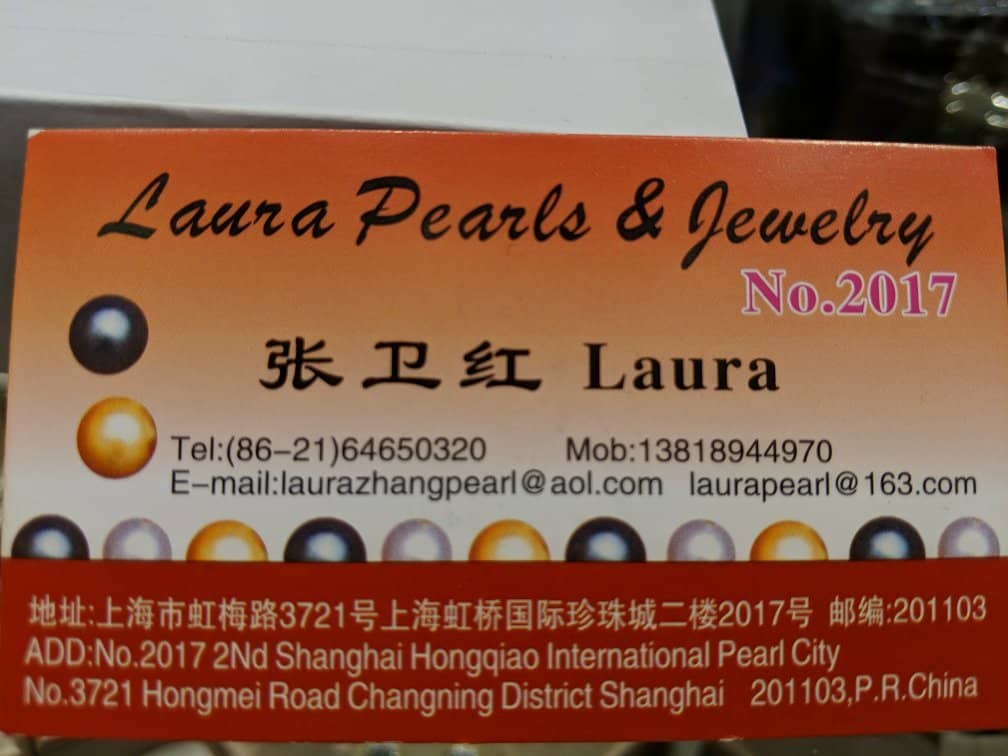 Laura Pearls & Jewelry
No.2017
张卫红 Laura
Tel:(86-21)64650320 Mob:13818944970
E-mail:laurazhangpearl@aol.com laurapearl@163.com
地址:上海市虹梅路3721号上海虹桥国际珍珠城二楼2017号 邮编:201103
ADD:No.2017 2Nd Shanghai Hongqiao International Pearl City
No.3721 Hongmei Road Changning District Shanghai 201103,P.R.China